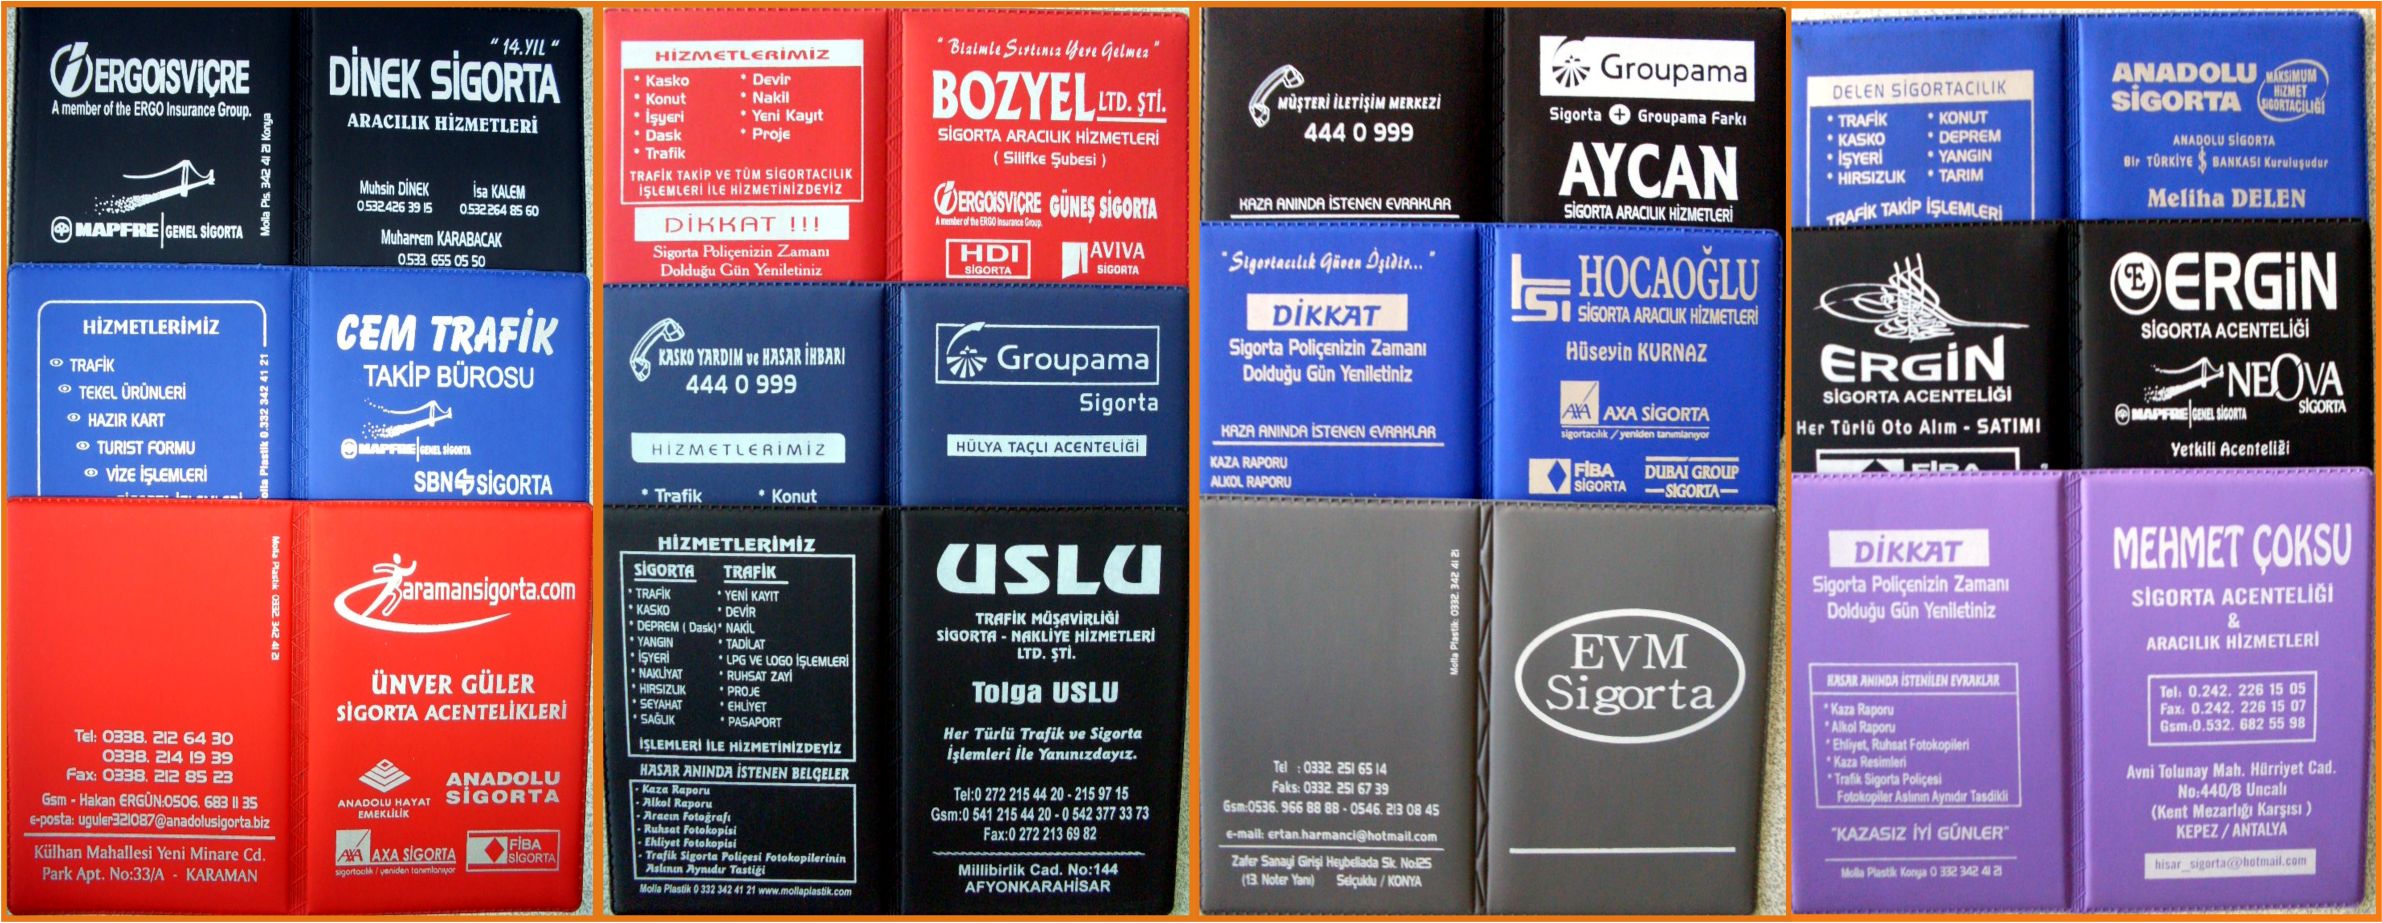 ERGOiSViÇRE
A member of the ERGO Insurance Group.
MAPFRE | GENEL SİGORTA
Molla Pls. 342 41 21 Konya
" 14.YIL "
DİNEK SİGORTA
ARACILIK HİZMETLERİ
Muhsin DİNEK
0.532.426 39 15
İsa KALEM
0.532.264 85 60
Muharrem KARABACAK
0.533. 655 05 50
HİZMETLERİMİZ
TRAFİK
TEKEL ÜRÜNLERİ
HAZIR KART
TURIST FORMU
VİZE İŞLEMLERİ
Molla Plastik 0.332 342 41 21
CEM TRAFİK
TAKİP BÜROSU
MAPFRE | GENEL SİGORTA
SBN SİGORTA
Molla Plastik 0332. 342 41 21
Tel: 0338. 212 64 30
0338. 214 19 39
Fax: 0338. 212 85 23
Gsm - Hakan ERGÜN:0506. 683 11 35
e-posta: uguler321087@anadolusigorta.biz
Külhan Mahallesi Yeni Minare Cd.
Park Apt. No:33/A - KARAMAN
Karamansigorta.com
ÜNVER GÜLER
SİGORTA ACENTELİKLERİ
ANADOLU HAYAT
EMEKLİLİK
ANADOLU
SİGORTA
AXA SİGORTA
sigortacılık / yeniden tanımlanıyor
FİBA
SİGORTA
HİZMETLERİMİZ
* Kasko
* Konut
* İşyeri
* Dask
* Trafik
* Devir
* Nakil
* Yeni Kayıt
* Proje
TRAFİK TAKİP VE TÜM SİGORTACILIK
İŞLEMLERİ İLE HİZMETİNİZDEYİZ
DİKKAT !!!
Sigorta Poliçenizin Zamanı
Dolduğu Gün Yeniletiniz
" Bizimle Sırtınız Yere Gelmez "
BOZYEL LTD. ŞTİ.
SİGORTA ARACILIK HİZMETLERİ
( Silifke Şubesi )
ERGOiSViÇRE
A member of the ERGO Insurance Group.
GÜNEŞ SİGORTA
HDI
SİGORTA
AVIVA
SİGORTA
KASKO YARDIM ve HASAR İHBARI
444 0 999
HİZMETLERİMİZ
* Trafik * Konut
Groupama
Sigorta
HÜLYA TAÇLI ACENTELİĞİ
HİZMETLERİMİZ
SİGORTA
* TRAFİK
* KASKO
* DEPREM ( Dask)
* YANGIN
* İŞYERİ
* NAKLİYAT
* HIRSIZLIK
* SEYAHAT
* SAĞLIK
TRAFİK
* YENİ KAYIT
* DEVİR
* NAKİL
* TADİLAT
* LPG VE LOGO İŞLEMLERİ
* RUHSAT ZAYİ
* PROJE
* EHLİYET
* PASAPORT
İŞLEMLERİ İLE HİZMETİNİZDEYİZ
HASAR ANINDA İSTENEN BELGELER
- Kaza Raporu
- Alkol Raporu
- Aracın Fotoğrafı
- Ruhsat Fotokopisi
- Ehliyet Fotokopisi
- Trafik Sigorta Poliçesi Fotokopilerinin
Aslının Aynıdır Tastiği
Molla Plastik 0 332 342 41 21 www.mollaplastik.com
USLU
TRAFİK MÜŞAVİRLİĞİ
SİGORTA - NAKLİYE HİZMETLERİ
LTD. ŞTİ.
Tolga USLU
Her Türlü Trafik ve Sigorta
İşlemleri İle Yanınızdayız.
Tel:0 272 215 44 20 - 215 97 15
Gsm:0 541 215 44 20 - 0 542 377 33 73
Fax:0 272 213 69 82
Millibirlik Cad. No:144
AFYONKARAHİSAR
MÜŞTERİ İLETİŞİM MERKEZİ
444 0 999
KAZA ANINDA İSTENEN EVRAKLAR
Groupama
Sigorta + Groupama Farkı
AYCAN
SİGORTA ARACILIK HİZMETLERİ
"Sigortacılık Güven İşidir... "
DİKKAT
Sigorta Poliçenizin Zamanı
Dolduğu Gün Yeniletiniz
KAZA ANINDA İSTENEN EVRAKLAR
KAZA RAPORU
ALKOL RAPORU
HOCAOĞLU
SİGORTA ARACILIK HİZMETLERİ
Hüseyin KURNAZ
AXA SİGORTA
sigortacılık / yeniden tanımlanıyor
FİBA
SİGORTA
DUBAI GROUP
SİGORTA
Molla Plastik: 0332. 342 41 21
Tel : 0332. 251 65 14
Faks: 0332. 251 67 39
Gsm:0536. 966 88 88 - 0546. 213 08 45
e-mail: ertan.harmanci@hotmail.com
Zafer Sanayi Girişi Heybeliada Sk. No:125
(13. Noter Yanı) Selçuklu / KONYA
EVM
Sigorta
DELEN SİGORTACILIK
* TRAFİK
* KASKO
* İŞYERİ
* HIRSIZLIK
* KONUT
* DEPREM
* YANGIN
* TARIM
TRAFİK TAKİP İŞLEMLERİ
ANADOLU
SİGORTA
MAKSİMUM
HİZMET
SİGORTACILIĞI
ANADOLU SİGORTA
Bir TÜRKİYE İŞ BANKASI Kuruluşudur
Meliha DELEN
ERGİN
SİGORTA ACENTELİĞİ
Her Türlü Oto Alım - SATIMI
FİBA
ERGİN
SİGORTA ACENTELİĞİ
MAPFRE | GENEL SİGORTA
NEOVA
SİGORTA
Yetkili Acenteliği
DİKKAT
Sigorta Poliçenizin Zamanı
Dolduğu Gün Yeniletiniz
HASAR ANINDA İSTENİLEN EVRAKLAR
* Kaza Raporu
* Alkol Raporu
* Ehliyet, Ruhsat Fotokopileri
* Kaza Resimleri
* Trafik Sigorta Poliçesi
Fotokopiler Aslının Aynıdır Tasdikli
"KAZASIZ İYİ GÜNLER"
Molla Plastik Konya 0 332 342 41 21
MEHMET ÇOKSU
SİGORTA ACENTELİĞİ
&
ARACILIK HİZMETLERİ
Tel: 0.242. 226 15 05
Fax: 0.242. 226 15 07
Gsm:0.532. 682 55 98
Avni Tolunay Mah. Hürriyet Cad.
No:440/B Uncalı
(Kent Mezarlığı Karşısı )
KEPEZ / ANTALYA
hisar_sigorta@hotmail.com